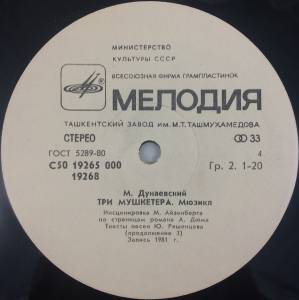 МИНИСТЕРСТВО
КУЛЬТУРЫ СССР
ВСЕСОЮЗНАЯ ФИРМА ГРАМПЛАСТИНОК
МЕЛОДИЯ
ТАШКЕНТСКИЙ ЗАВОД ИМ. М.Т. ТАШМУХАМЕДОВА
СТЕРЕО 33
ГОСТ 5289-80 4
С50 19265 000 Гр. 2. 1-20
19268
М. Дунаевский
ТРИ МУШКЕТЕРА. Мюзикл
Инсценировка М. Айзенберга
по страницам романа А. Дюма
Тексты песен Ю. Ряшенцева
(продолжение 3)
Запись 1981 г.